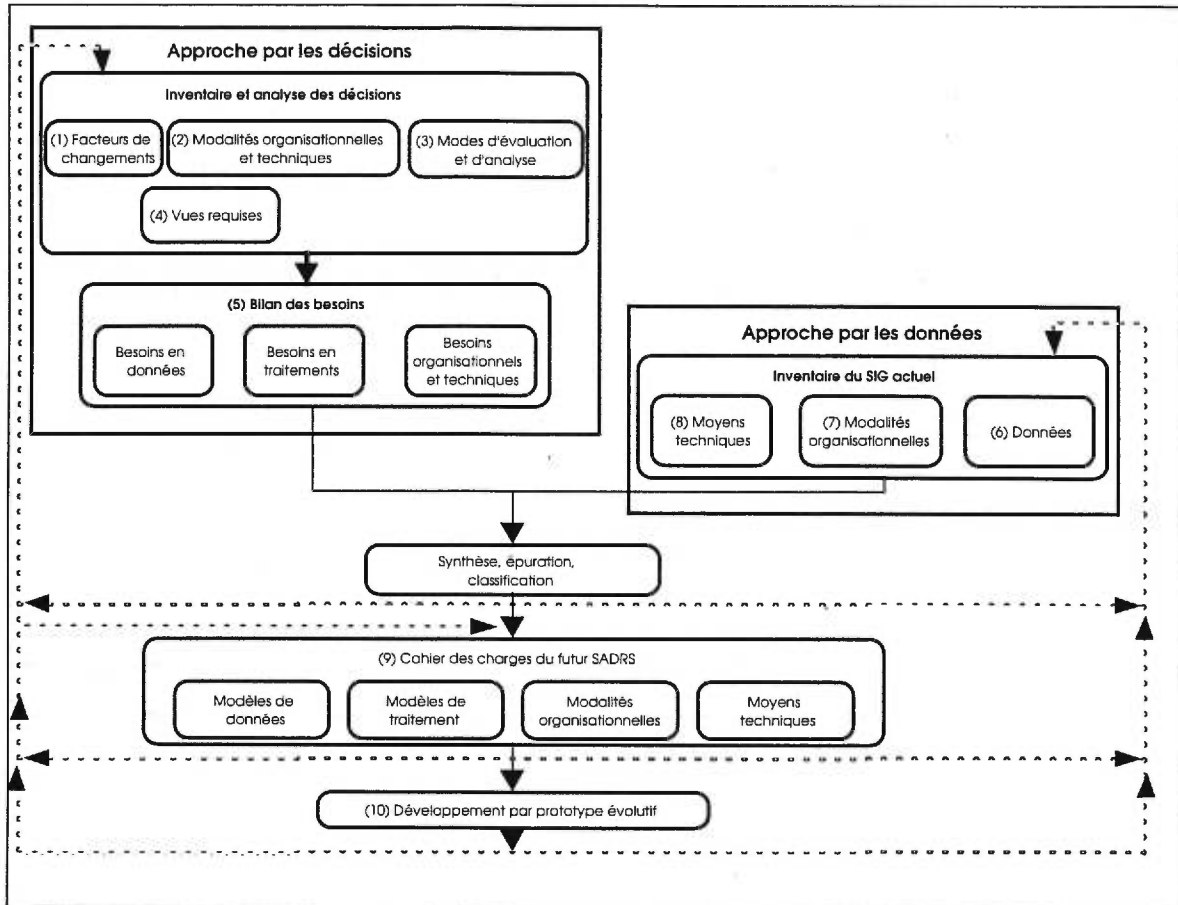 Approche par les décisions
Inventaire et analyse des décisions
(1) Facteurs de
changements
(2) Modalités organisationnelles
et techniques
(3) Modes d'évaluation
et d'analyse
(4) Vues requises
(5) Bilan des besoins
Besoins en
données
Besoins en
traitements
Besoins
organisationnels
et techniques
Approche par les données
Inventaire du SIG actuel
(8) Moyens
techniques
(7) Modalités
organisationnelles
(6) Données
Synthèse, épuration,
classification
(9) Cahier des charges du futur SADRS
Modèles de
données
Modèles de
traitement
Modalités
organisationnelles
Moyens
techniques
(10) Développement par prototype évolutif